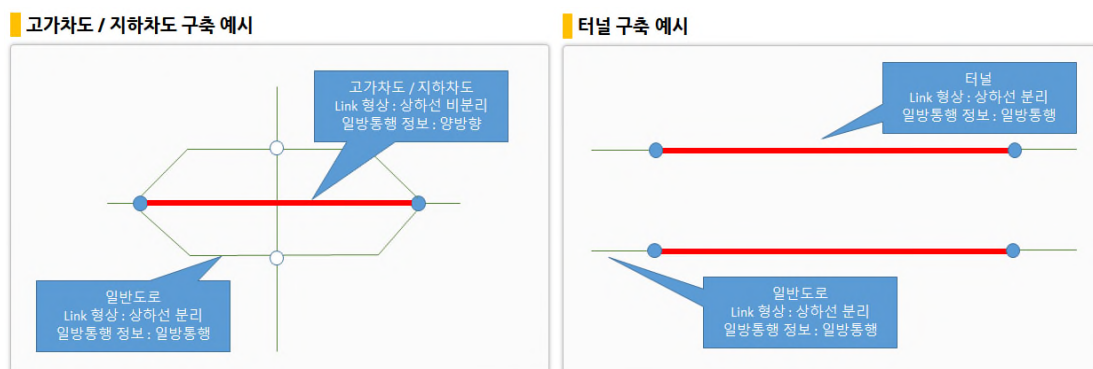 고가차도 / 지하차도 구축 예시
고가차도 / 지하차도
Link 형상 : 상하선 비분리
일방통행 정보 : 양방향
일반도로
Link 형상 : 상하선 분리
일방통행 정보 : 일방통행
터널 구축 예시
터널
Link 형상 : 상하선 분리
일방통행 정보 : 일방통행
일반도로
Link 형상 : 상하선 분리
일방통행 정보 : 일방통행